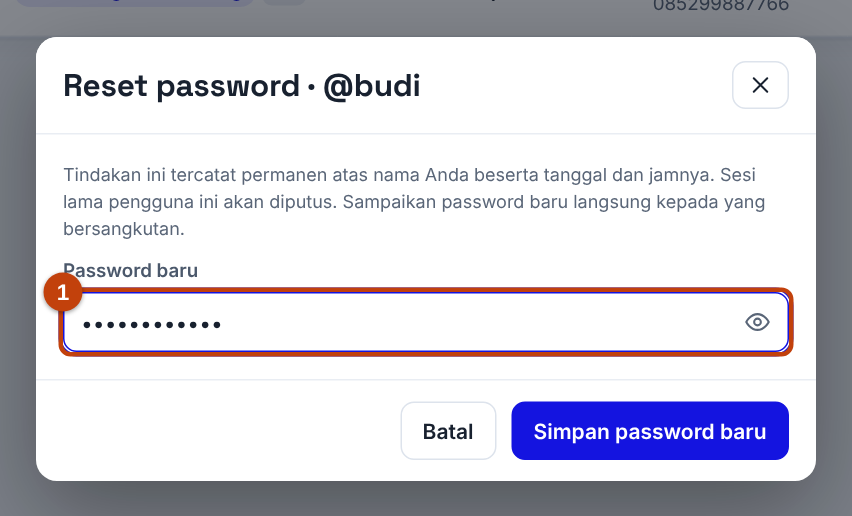 085299887766
Reset password · @budi
Tindakan ini tercatat permanen atas nama Anda beserta tanggal dan jamnya. Sesi
lama pengguna ini akan diputus. Sampaikan password baru langsung kepada yang
bersangkutan.
Password baru
1
••••••••••••
Batal
Simpan password baru